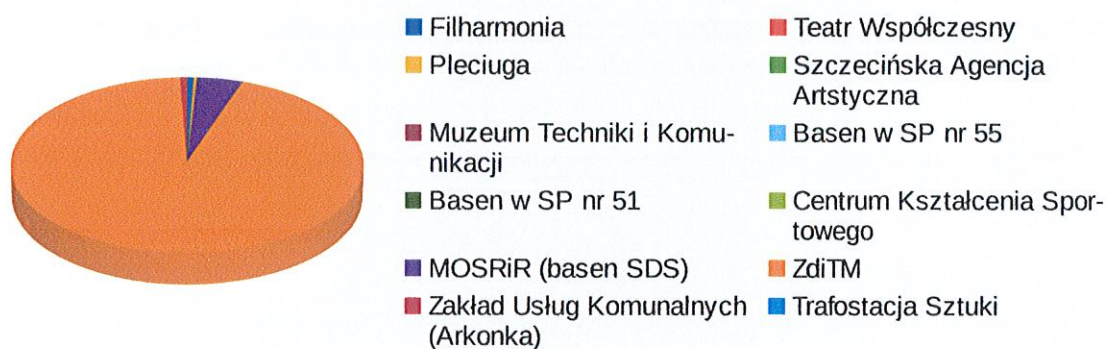 Filharmonia
Teatr Współczesny
Pleciuga
Szczecińska Agencja
Artstyczna
Muzeum Techniki i Komu-
nikacji
Basen w SP nr 55
Basen w SP nr 51
Centrum Kształcenia Spor-
towego
MOSRiR (basen SDS)
ZdiTM
Zakład Usług Komunalnych
(Arkonka)
Trafostacja Sztuki